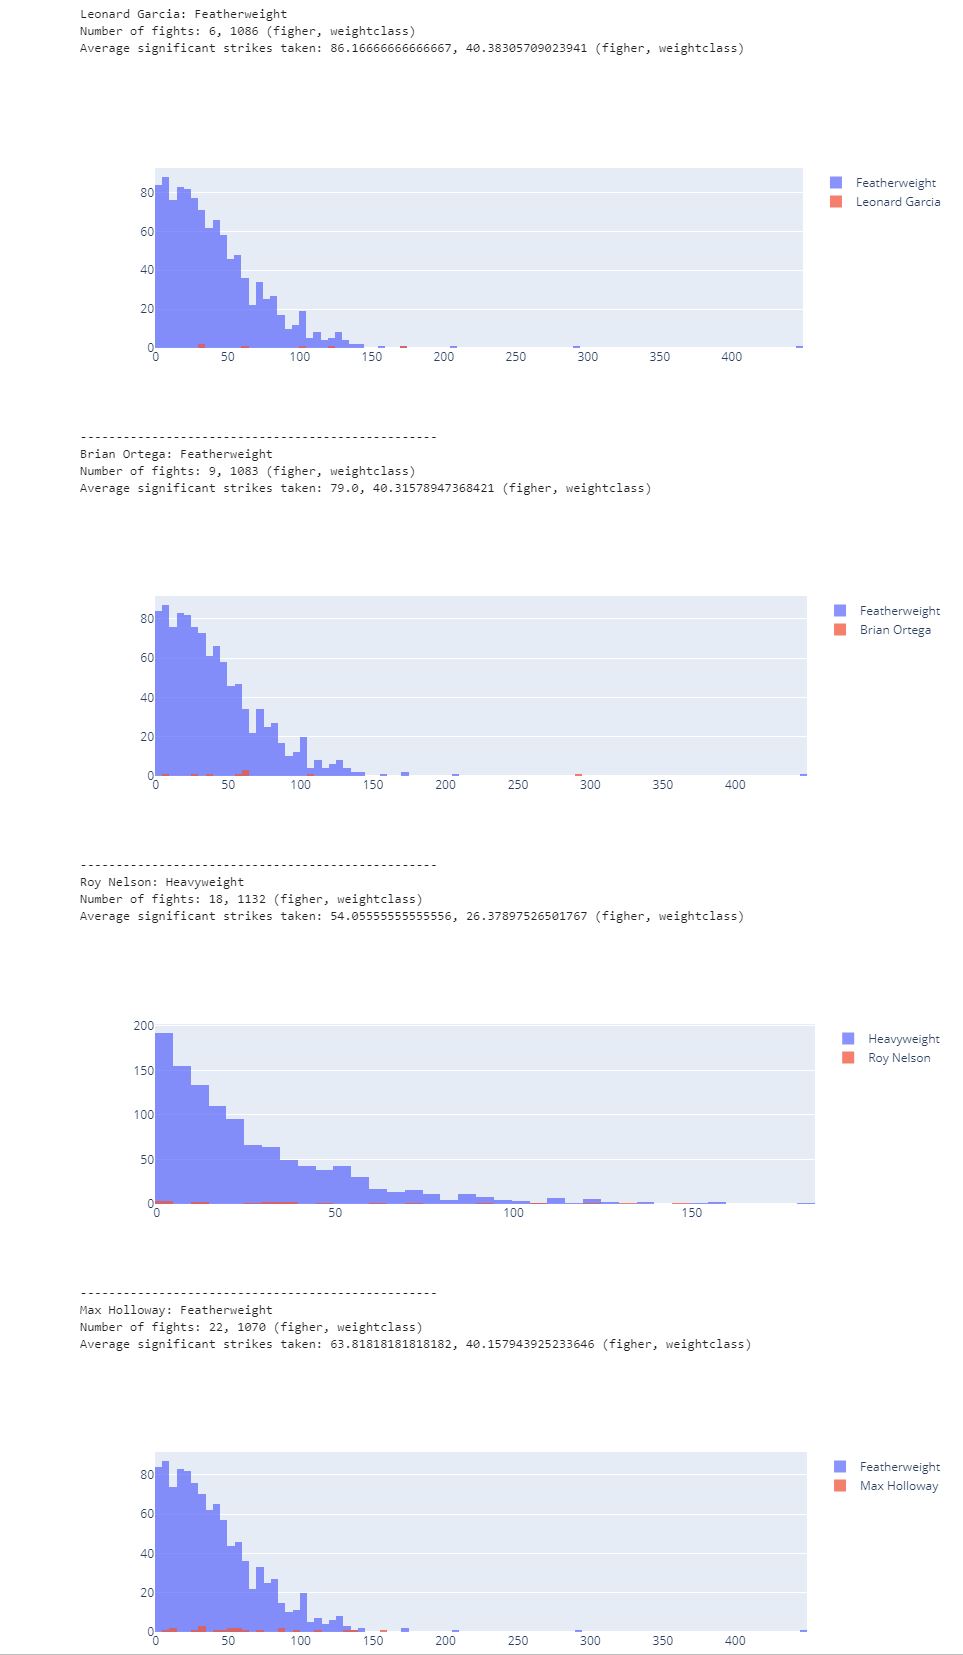 Leonard Garcia: Featherweight
Number of fights: 6, 1086 (figher, weightclass)
Average significant strikes taken: 86.16666666666667, 40.38305709023941 (figher, weightclass)
Featherweight
Leonard Garcia
80
60
40
20
0
0 50 100 150 200 250 300 350 400
-------------------------------------------------
Brian Ortega: Featherweight
Number of fights: 9, 1083 (figher, weightclass)
Average significant strikes taken: 79.0, 40.31578947368421 (figher, weightclass)
Featherweight
Brian Ortega
80
60
40
20
0
0 50 100 150 200 250 300 350 400
-------------------------------------------------
Roy Nelson: Heavyweight
Number of fights: 18, 1132 (figher, weightclass)
Average significant strikes taken: 54.05555555555556, 26.37897526501767 (figher, weightclass)
200
Heavyweight
Roy Nelson
150
100
50
0
0 50 100 150
-------------------------------------------------
Max Holloway: Featherweight
Number of fights: 22, 1070 (figher, weightclass)
Average significant strikes taken: 63.81818181818182, 40.157943925233646 (figher, weightclass)
Featherweight
Max Holloway
80
60
40
20
0
0 50 100 150 200 250 300 350 400